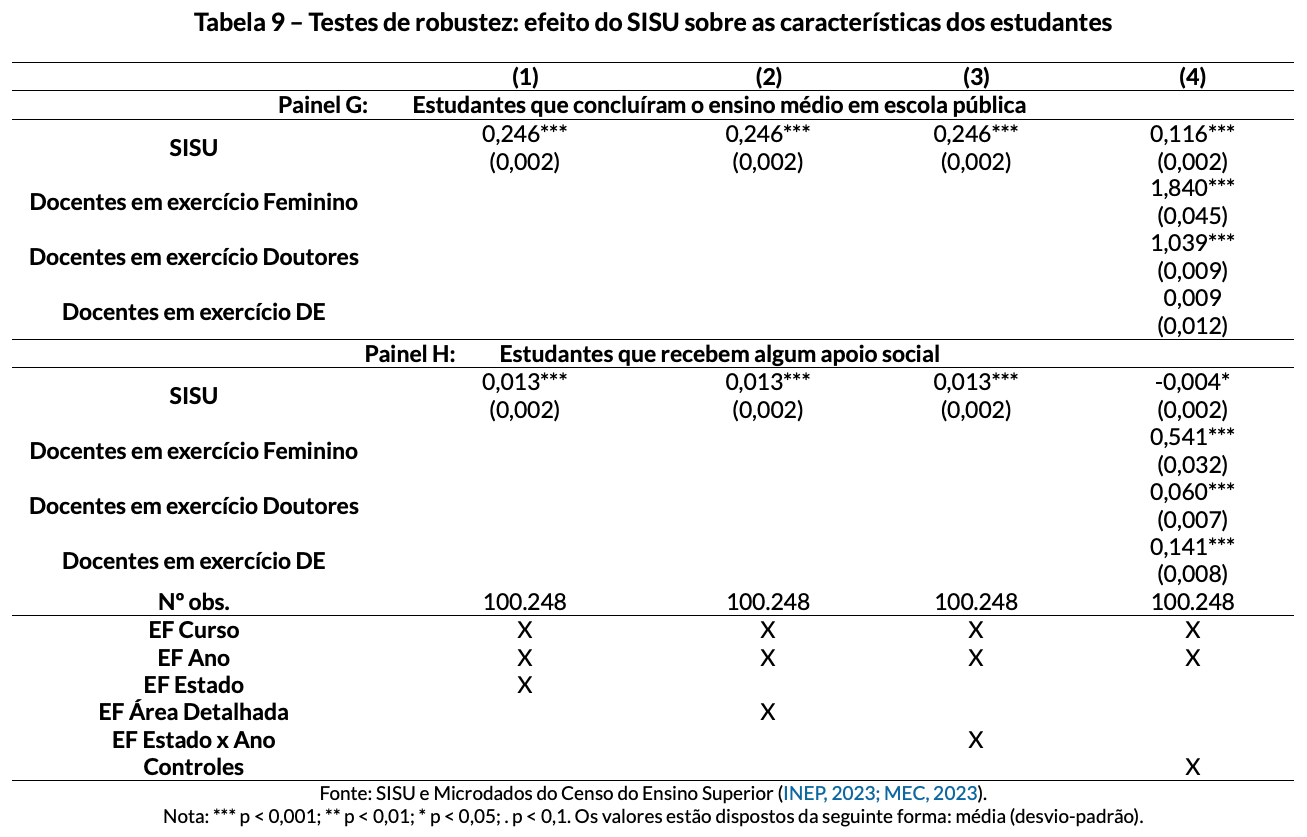 Tabela 9 – Testes de robustez: efeito do SISU sobre as características dos estudantes
(1) (2) (3) (4)
Painel G: Estudantes que concluíram o ensino médio em escola pública
SISU 0,246*** 0,246*** 0,246*** 0,116***
(0,002) (0,002) (0,002) (0,002)
Docentes em exercício Feminino 1,840***
(0,045)
Docentes em exercício Doutores 1,039***
(0,009)
Docentes em exercício DE 0,009
(0,012)
Painel H: Estudantes que recebem algum apoio social
SISU 0,013*** 0,013*** 0,013*** -0,004*
(0,002) (0,002) (0,002) (0,002)
Docentes em exercício Feminino 0,541***
(0,032)
Docentes em exercício Doutores 0,060***
(0,007)
Docentes em exercício DE 0,141***
(0,008)
Nº obs. 100.248 100.248 100.248 100.248
EF Curso X X X X
EF Ano X X X X
EF Estado X
EF Área Detalhada X
EF Estado x Ano X
Controles X
Fonte: SISU e Microdados do Censo do Ensino Superior (INEP, 2023; MEC, 2023).
Nota: *** p < 0,001; ** p < 0,01; * p < 0,05; . p < 0,1. Os valores estão dispostos da seguinte forma: média (desvio-padrão).